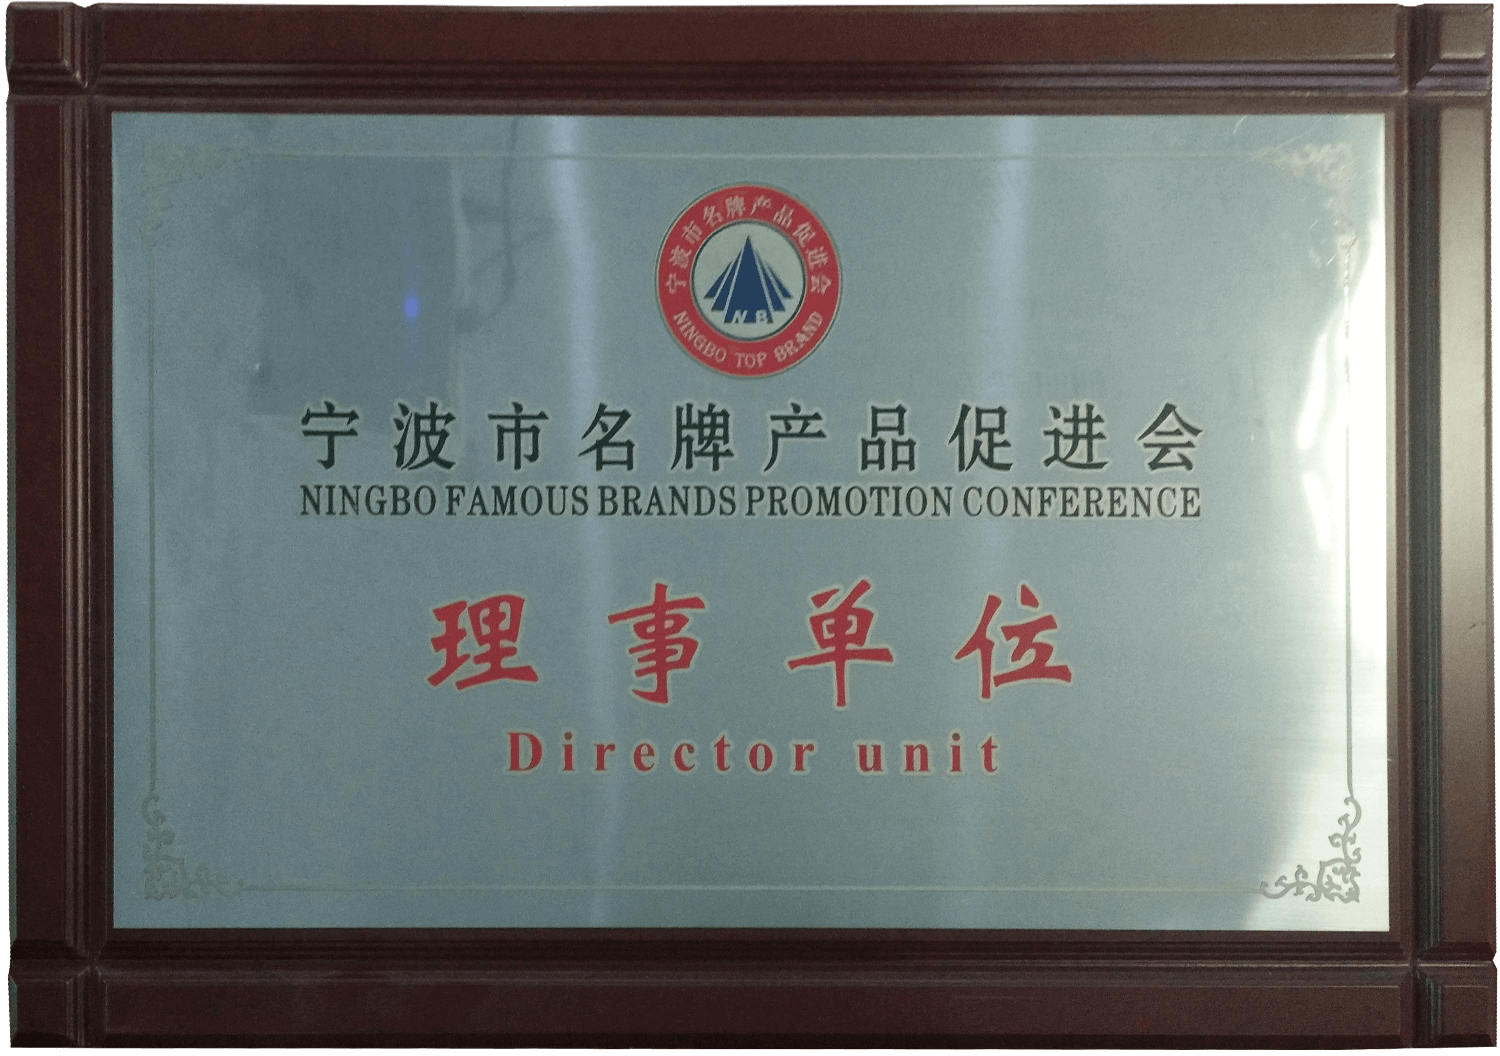 宁波市名牌产品促进会
NB
NINGBO TOP BRAND
宁波市名牌产品促进会
NINGBO FAMOUS BRANDS PROMOTION CONFERENCE
理事单位
Director unit